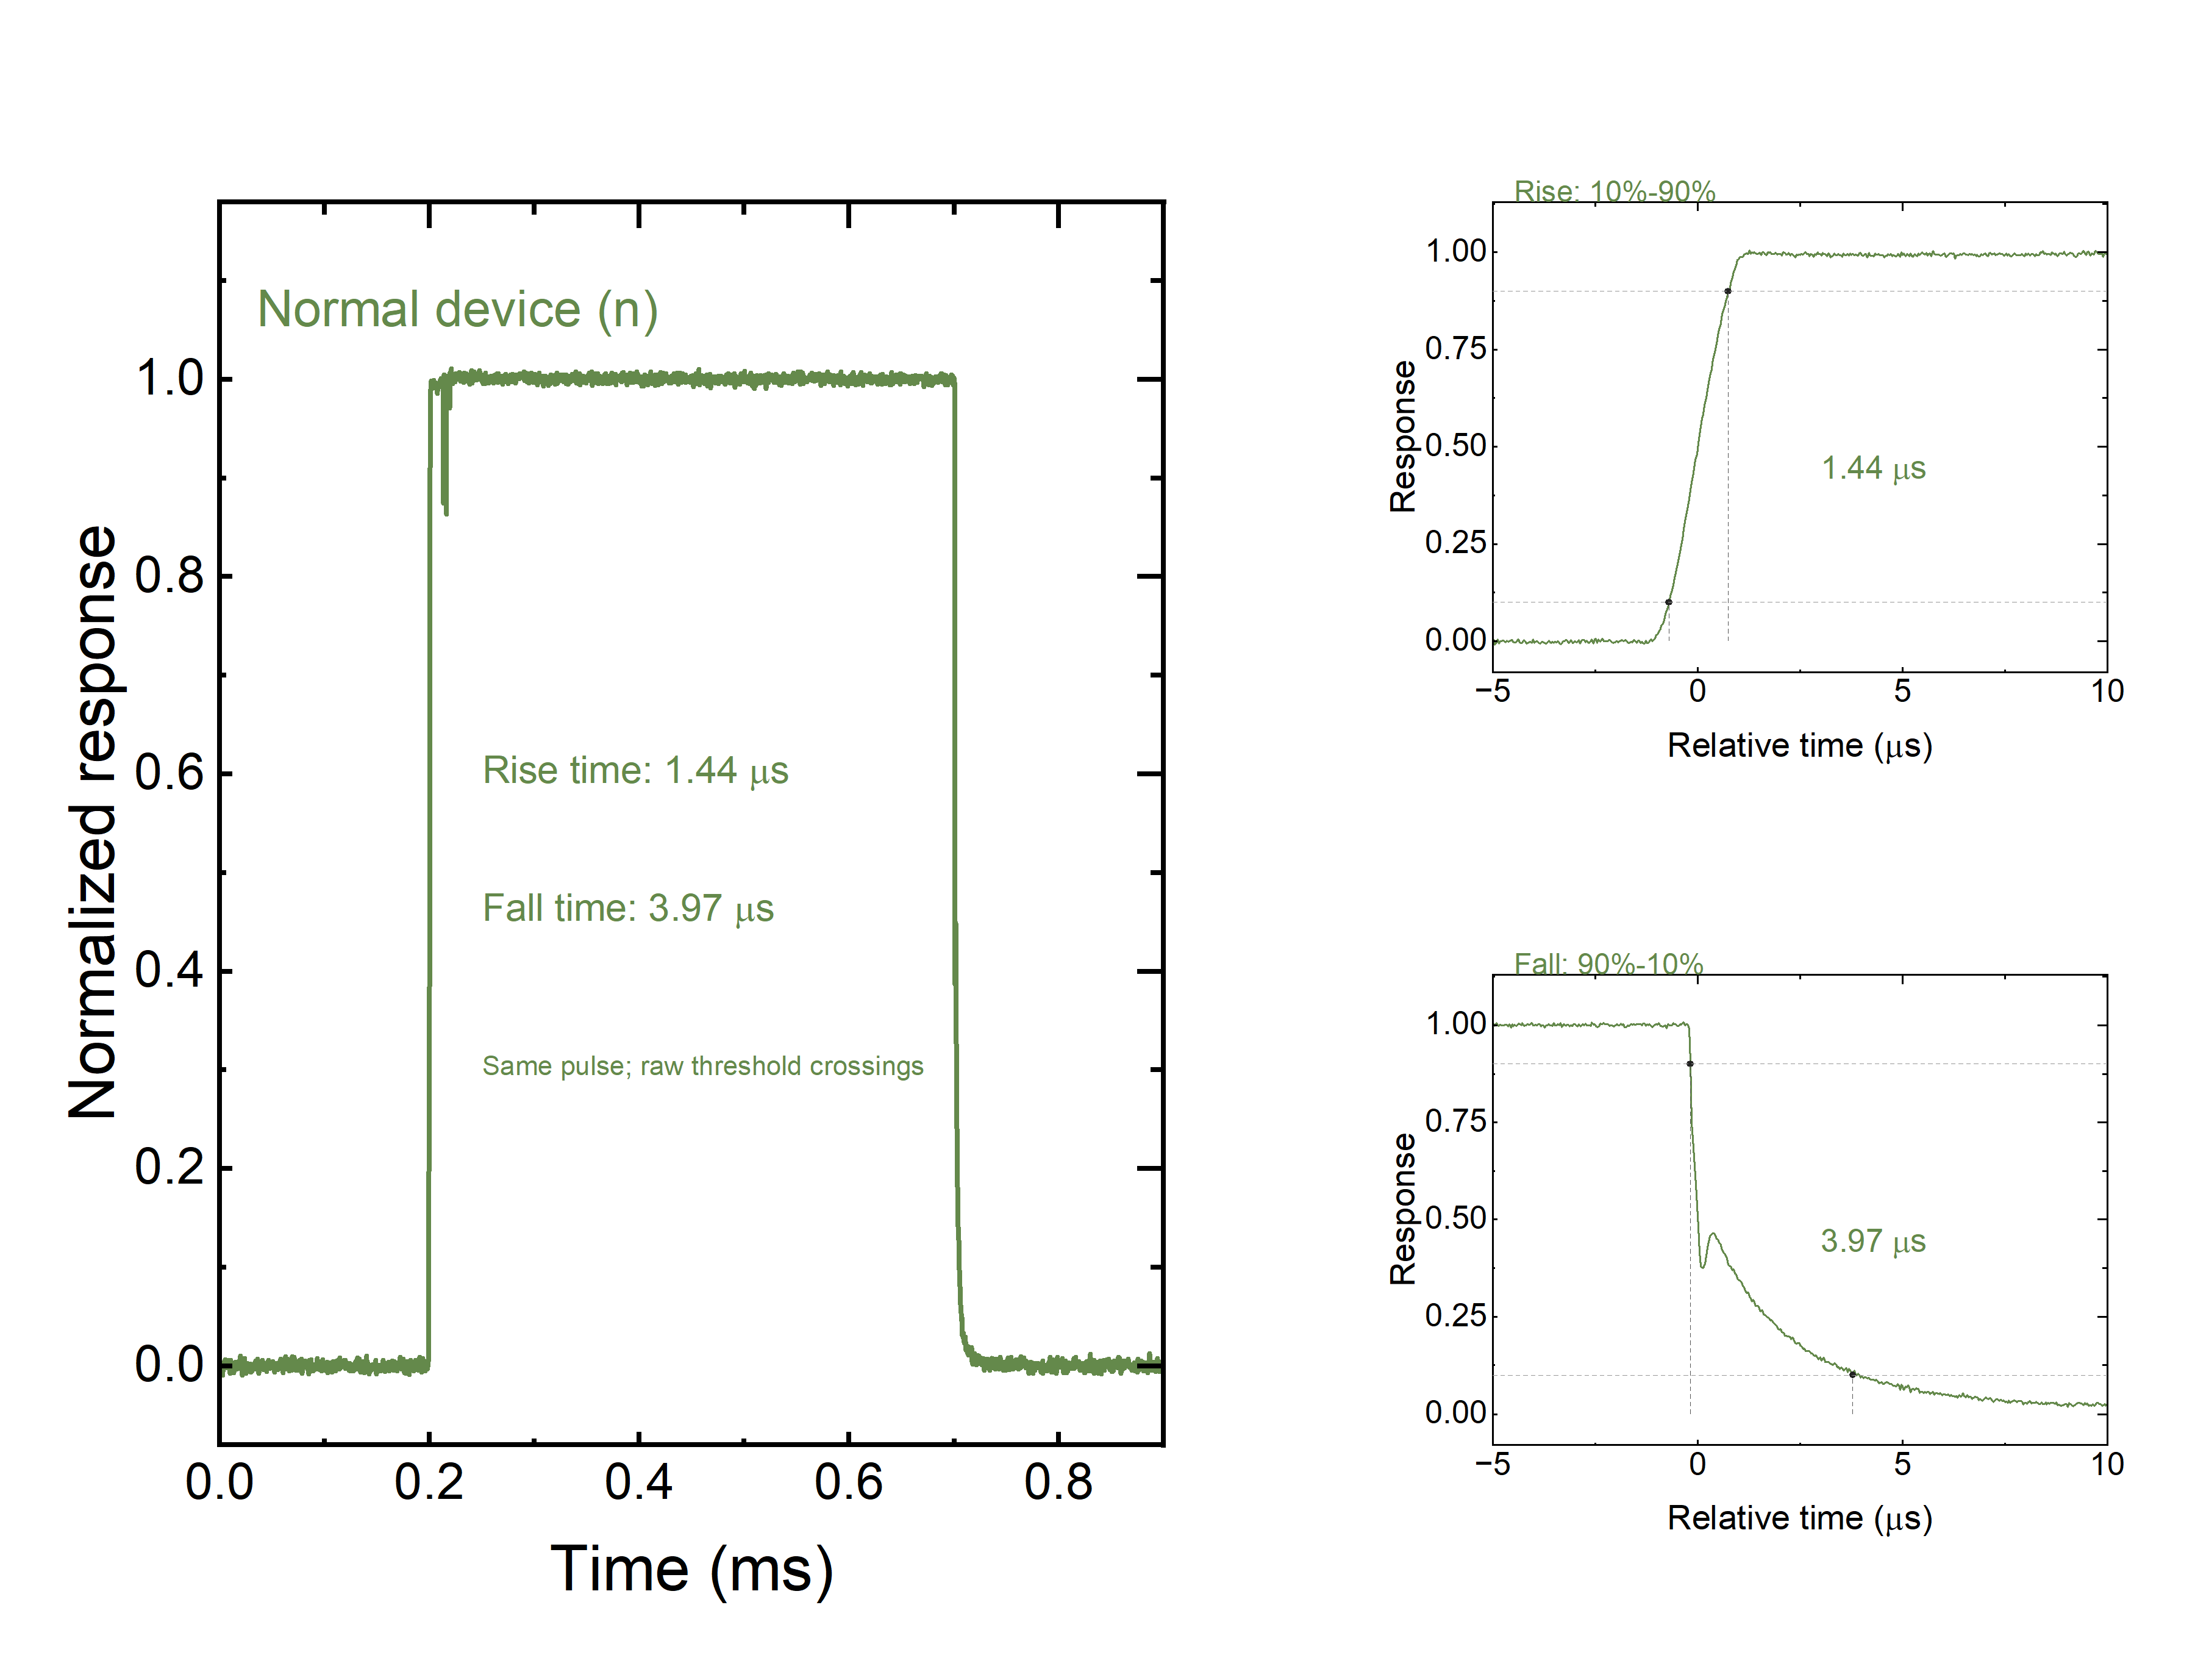 Normal device (n)
1.0
0.8
0.6
0.4
0.2
0.0
Normalized response
Rise time: 1.44 μs
Fall time: 3.97 μs
Same pulse; raw threshold crossings
0.0 0.2 0.4 0.6 0.8
Time (ms)
Rise: 10%-90%
1.00
0.75
0.50
0.25
0.00
Response
1.44 μs
−5 0 5 10
Relative time (μs)
Fall: 90%-10%
1.00
0.75
0.50
0.25
0.00
Response
3.97 μs
−5 0 5 10
Relative time (μs)